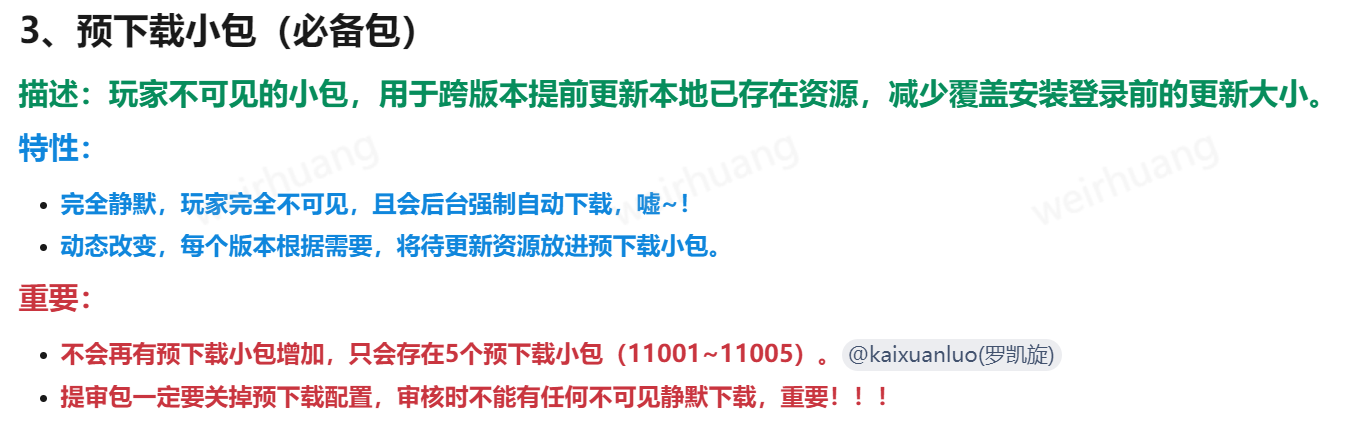 3、预下载小包（必备包）
描述：玩家不可见的小包，用于跨版本提前更新本地已存在资源，减少覆盖安装登录前的更新大小。
特性：
完全静默，玩家完全不可见，且会后台强制自动下载，嘘~！
动态改变，每个版本根据需要，将待更新资源放进预下载小包。
重要：
不会再有预下载小包增加，只会存在5个预下载小包（11001~11005）。@kaixuanluo(罗凯旋)
提审包一定要关掉预下载配置，审核时不能有任何不可见静默下载，重要！！！
weirhuang
weirhuang
weirhuang